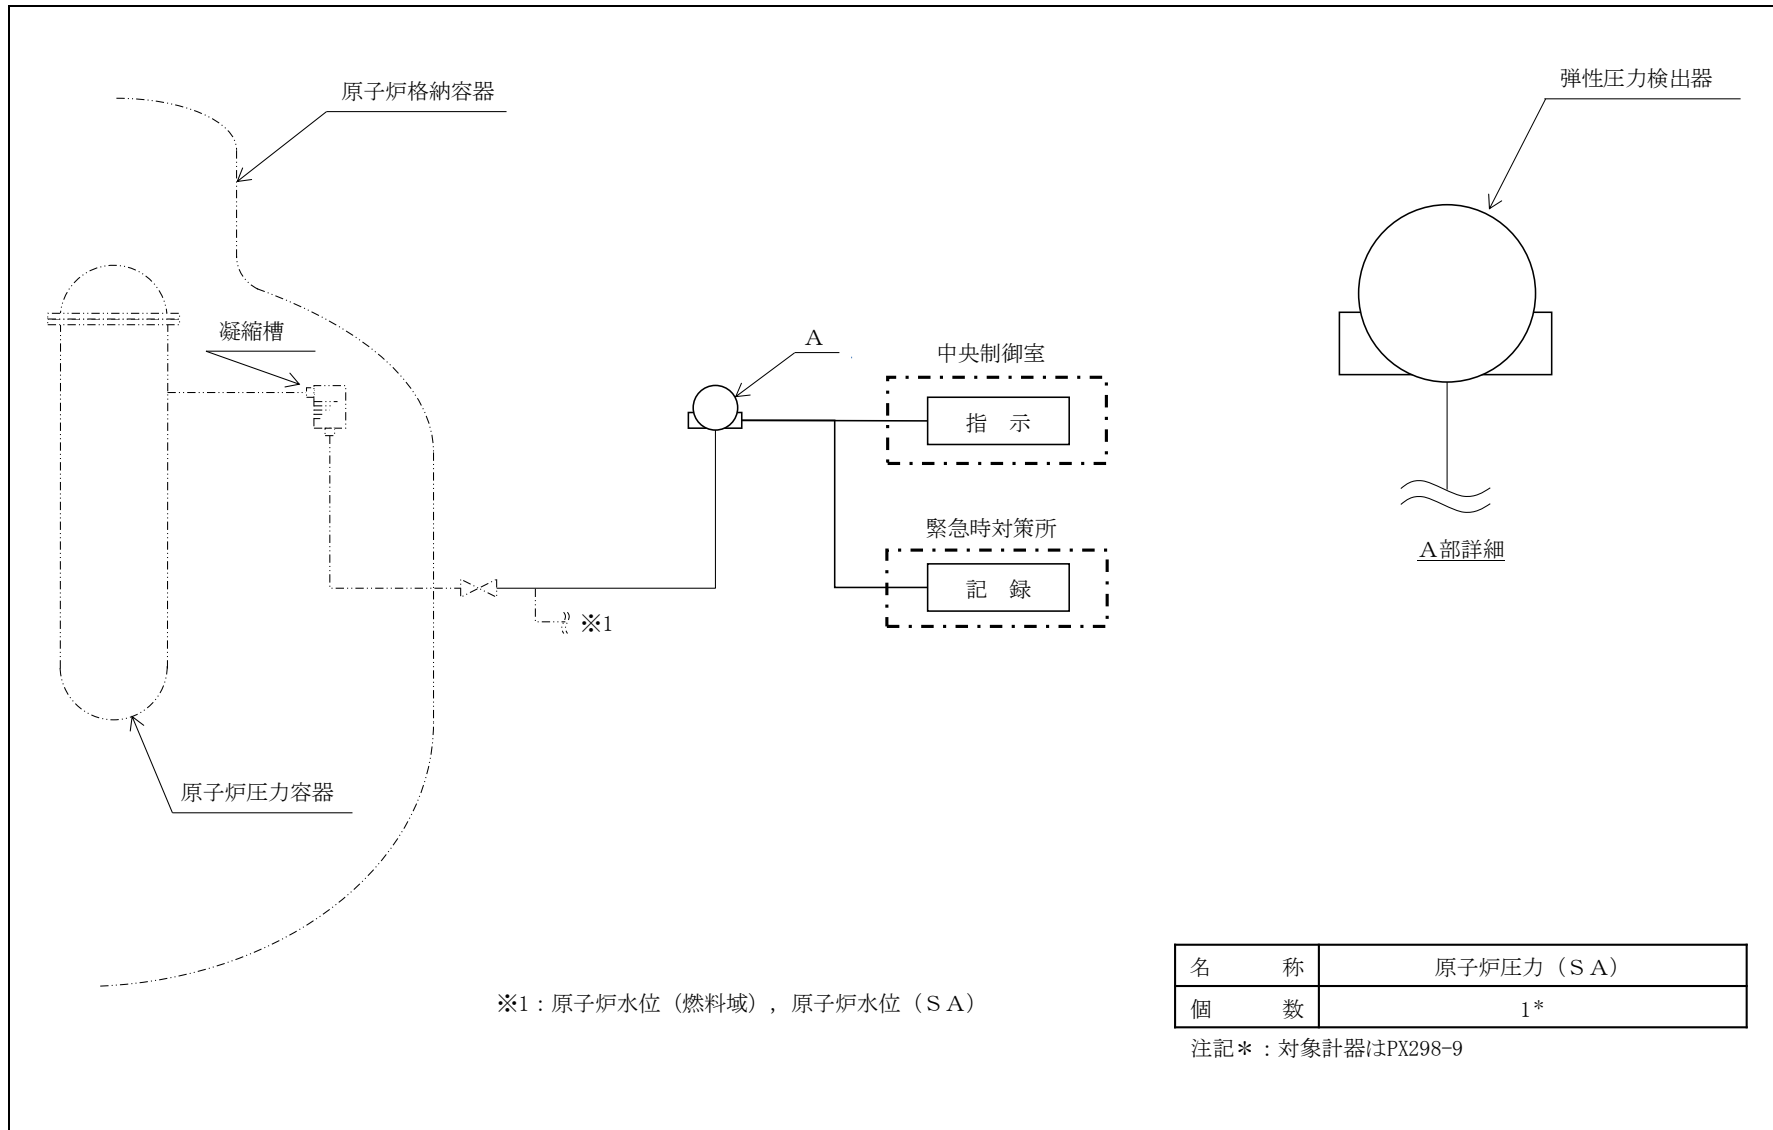 原子炉格納容器
弾性圧力検出器
凝縮槽
A
中央制御室
指 示
緊急時対策所
記 録
※1
A部詳細
原子炉圧力容器
※1：原子炉水位（燃料域），原子炉水位（ＳＡ）
名 称 原子炉圧力（ＳＡ）
個 数 1*
注記＊：対象計器はPX298-9